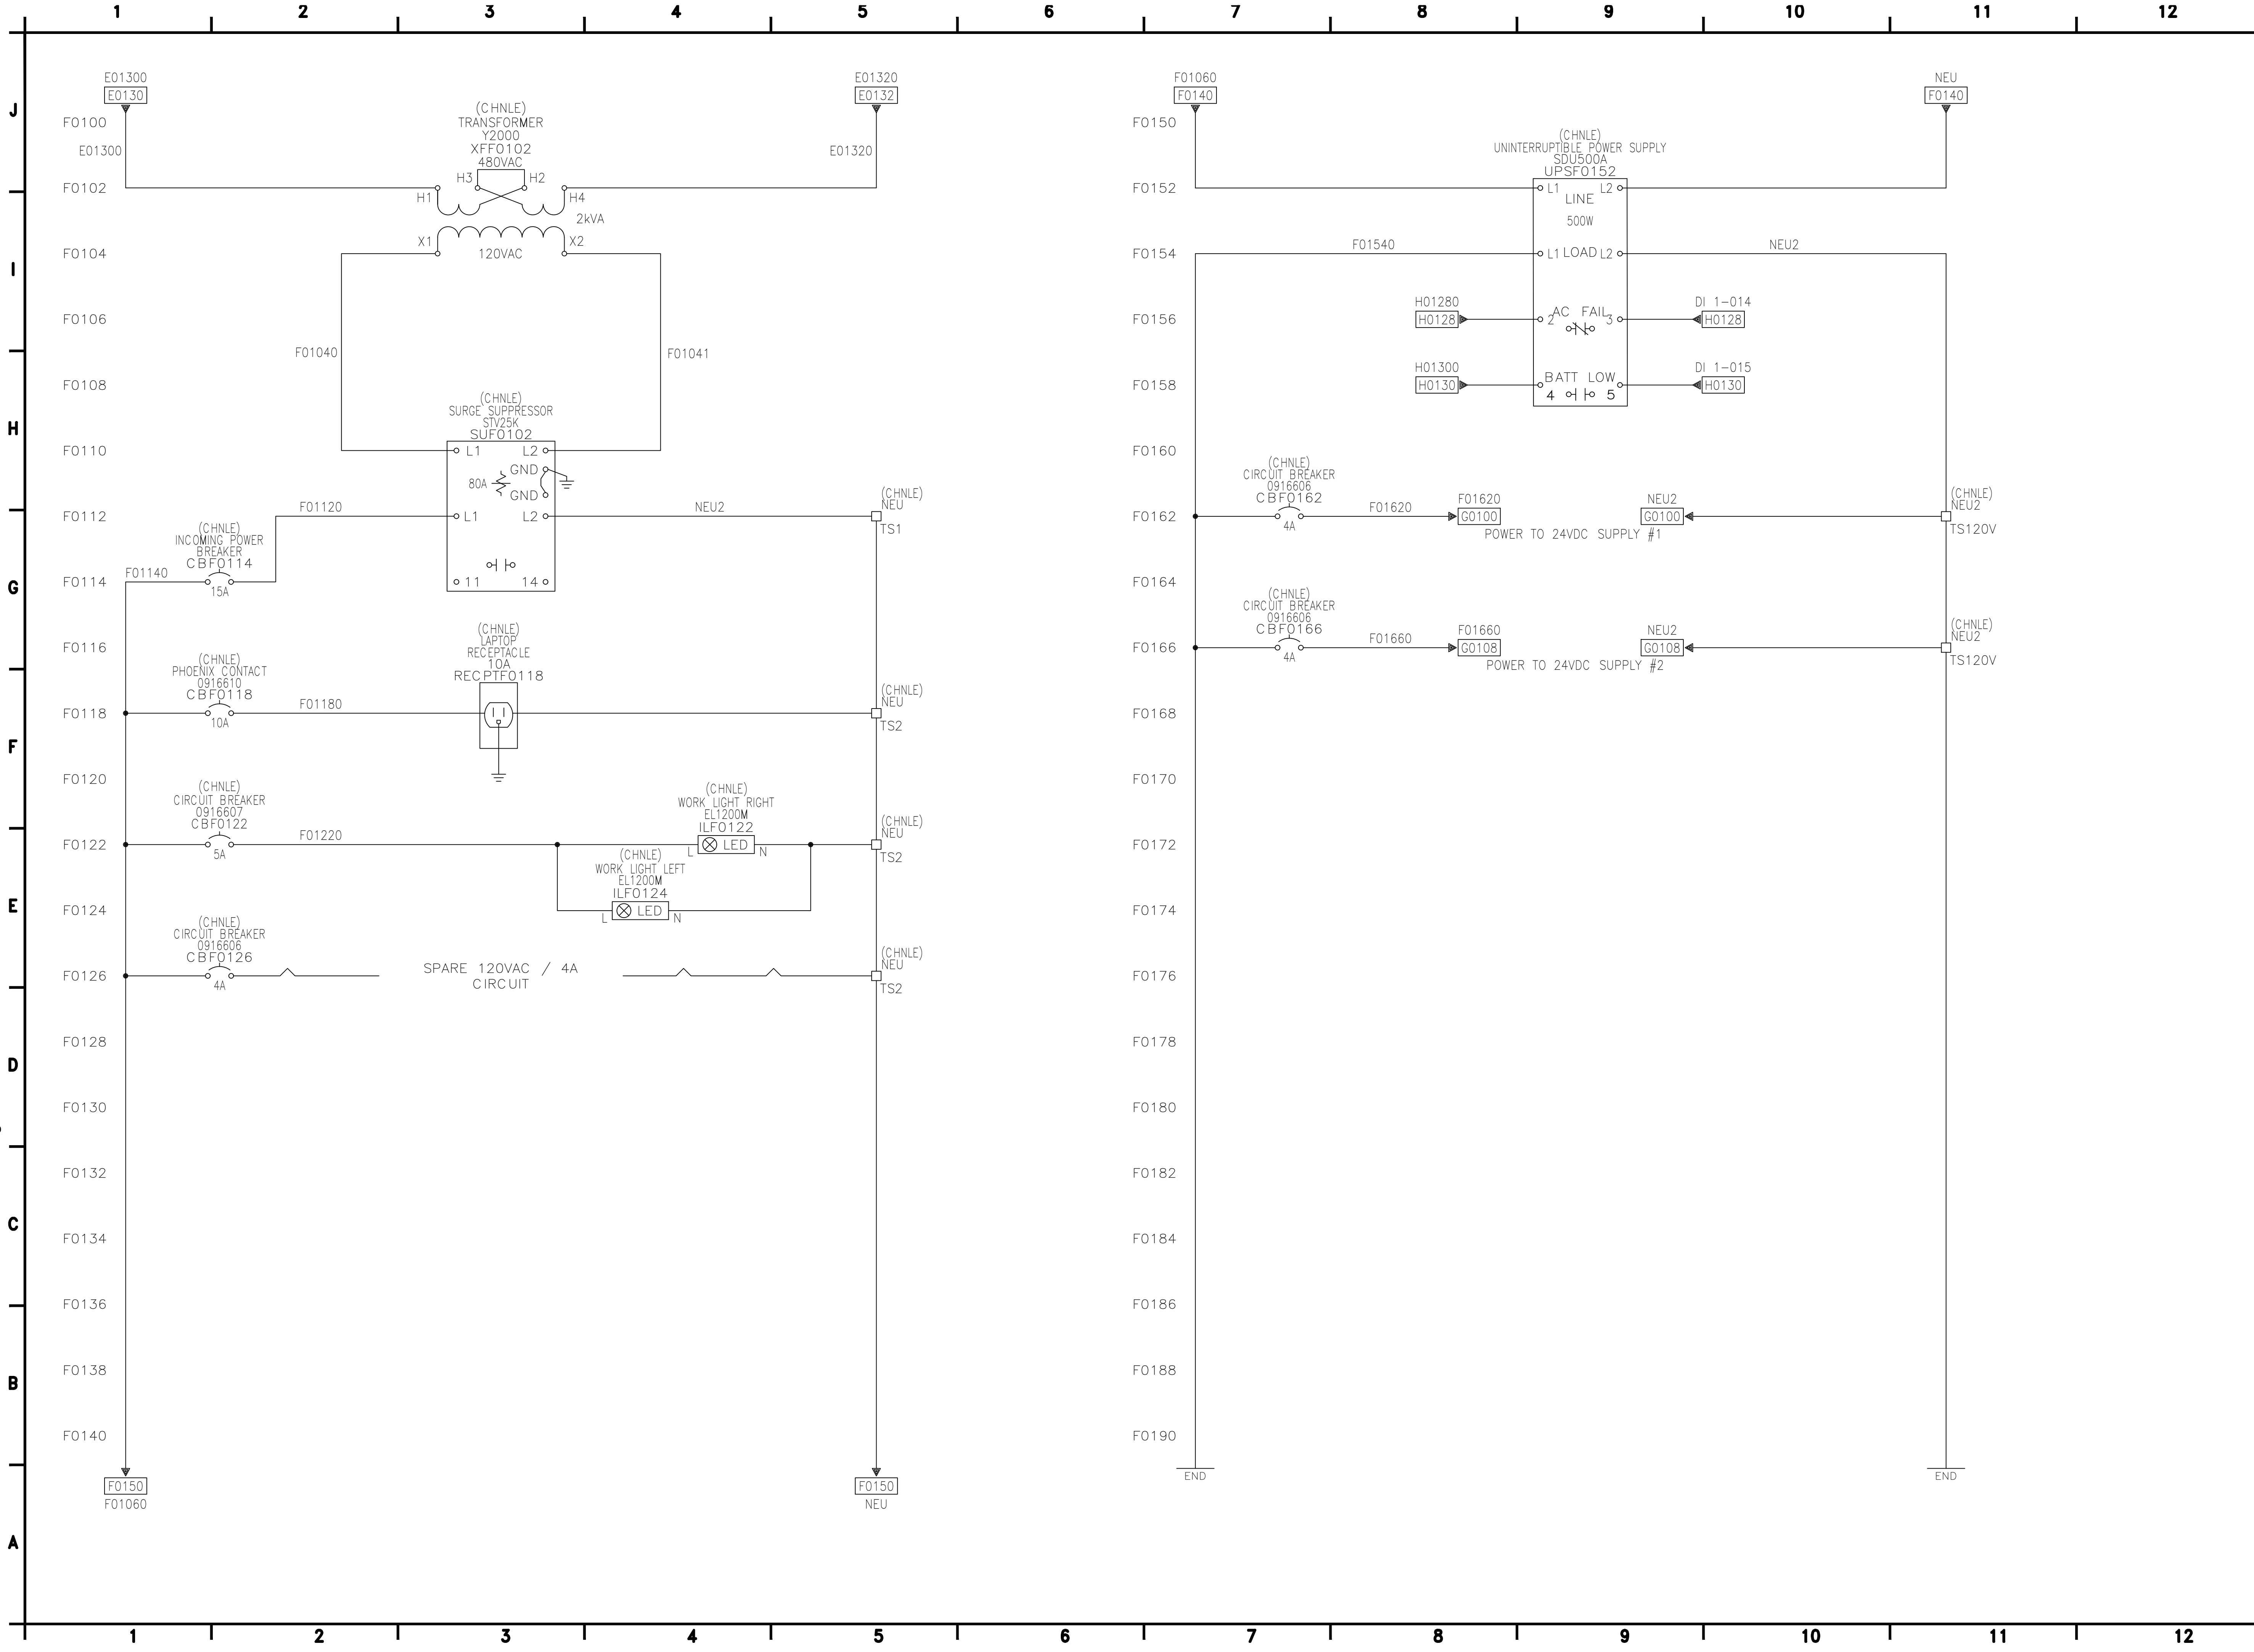 1 2 3 4 5 6 7 8 9 10 11 12
J
I
H
G
F
E
D
C
B
A
E01300
E0130
F0100
E01300
F0102
(CHNLE)
TRANSFORMER
Y2000
XFF0102
480VAC
H3 H2
H1 H4
2kVA
X1 X2
120VAC
E01320
E0132
E01320
F0104
F0106
F01040
F01041
F0108
(CHNLE)
SURGE SUPPRESSOR
STV25K
SUF0102
F0110
L1 L2
GND
80A
GND
F0112
F01120
L1 L2
NEU2
(CHNLE)
NEU
TS1
(CHNLE)
INCOMING POWER
BREAKER
CBF0114
F0114
F01140
15A
11 14
F0116
(CHNLE)
LAPTOP
RECEPTACLE
10A
RECPTF0118
(CHNLE)
PHOENIX CONTACT
0916610
CBF0118
F0118
10A
F01180
(CHNLE)
NEU
TS2
F0120
(CHNLE)
CIRCUIT BREAKER
0916607
CBF0122
F0122
5A
F01220
(CHNLE)
WORK LIGHT RIGHT
EL1200M
ILF0122
L LED N
(CHNLE)
NEU
TS2
(CHNLE)
WORK LIGHT LEFT
EL1200M
ILF0124
F0124
L LED N
(CHNLE)
CIRCUIT BREAKER
0916606
CBF0126
F0126
4A
SPARE 120VAC / 4A
CIRCUIT
(CHNLE)
NEU
TS2
F0128
F0130
F0132
F0134
F0136
F0138
F0140
F0150
F01060
F0150
NEU
F01060
F0140
F0150
(CHNLE)
UNINTERRUPTIBLE POWER SUPPLY
SDU500A
UPSF0152
NEU
F0140
F0152
L1 L2
LINE
500W
F0154
F01540
L1 LOAD L2
NEU2
F0156
H01280
H0128
AC FAIL
2 3
DI 1-014
H0128
F0158
H01300
H0130
BATT LOW
4 5
DI 1-015
H0130
F0160
(CHNLE)
CIRCUIT BREAKER
0916606
CBF0162
F0162
4A
F01620
F01620
G0100
NEU2
G0100
POWER TO 24VDC SUPPLY #1
(CHNLE)
NEU2
TS120V
F0164
(CHNLE)
CIRCUIT BREAKER
0916606
CBF0166
F0166
4A
F01660
F01660
G0108
NEU2
G0108
POWER TO 24VDC SUPPLY #2
(CHNLE)
NEU2
TS120V
F0168
F0170
F0172
F0174
F0176
F0178
F0180
F0182
F0184
F0186
F0188
F0190
END
END
1 2 3 4 5 6 7 8 9 10 11 12